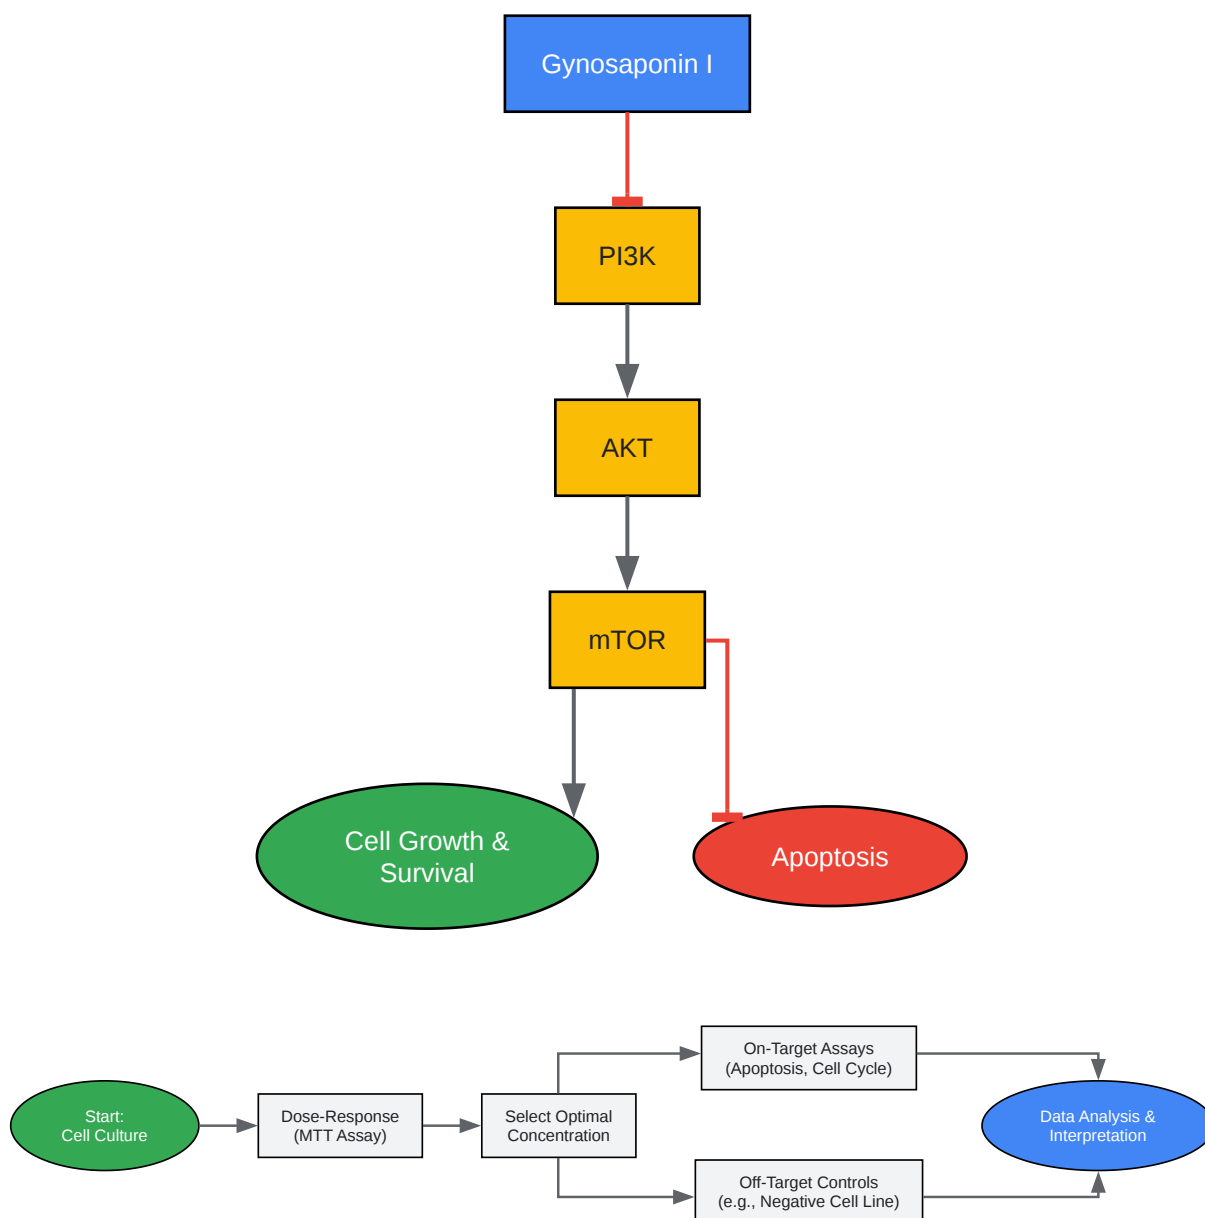 Gynosaponin I
PI3K
AKT
mTOR
Cell Growth &
Survival
Apoptosis
Start:
Cell Culture
Dose-Response
(MTT Assay)
Select Optimal
Concentration
On-Target Assays
(Apoptosis, Cell Cycle)
Off-Target Controls
(e.g., Negative Cell Line)
Data Analysis &
Interpretation